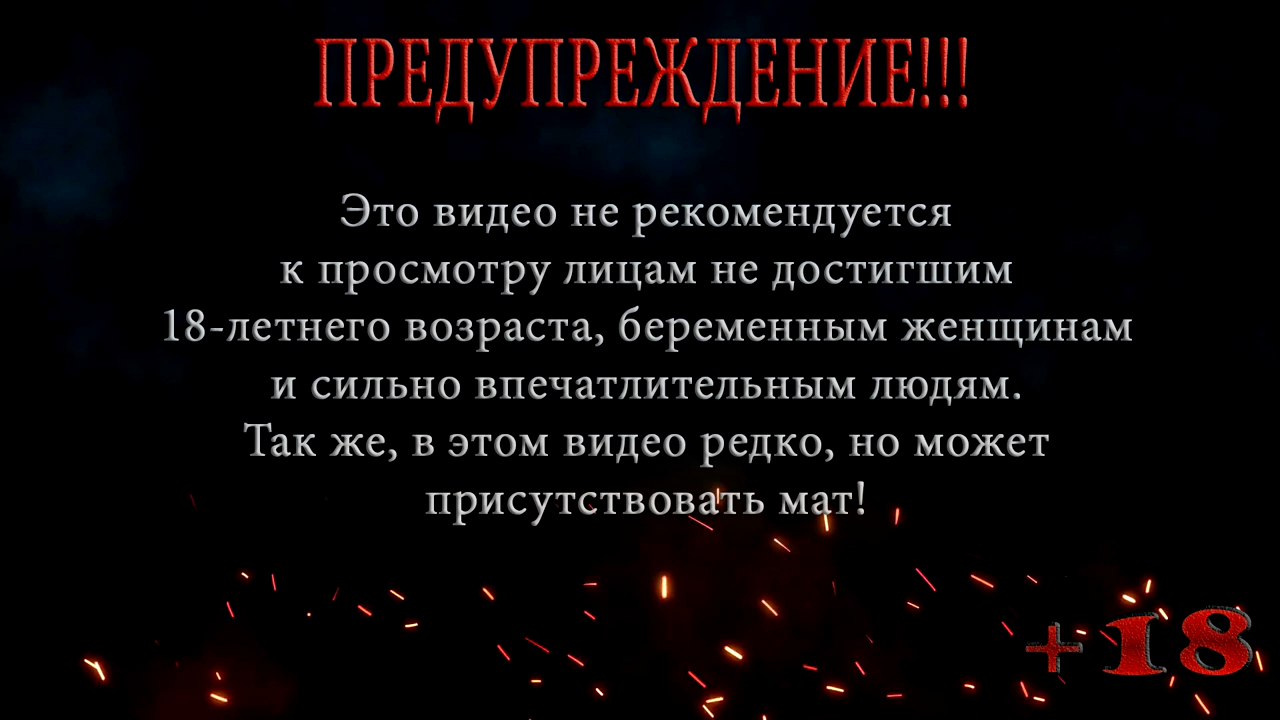 ПРЕДУПРЕЖДЕНИЕ!!!
Это видео не рекомендуется
к просмотру лицам не достигшим
18-летнего возраста, беременным женщинам
и сильно впечатлительным людям.
Так же, в этом видео редко, но может
присутствовать мат!
+18